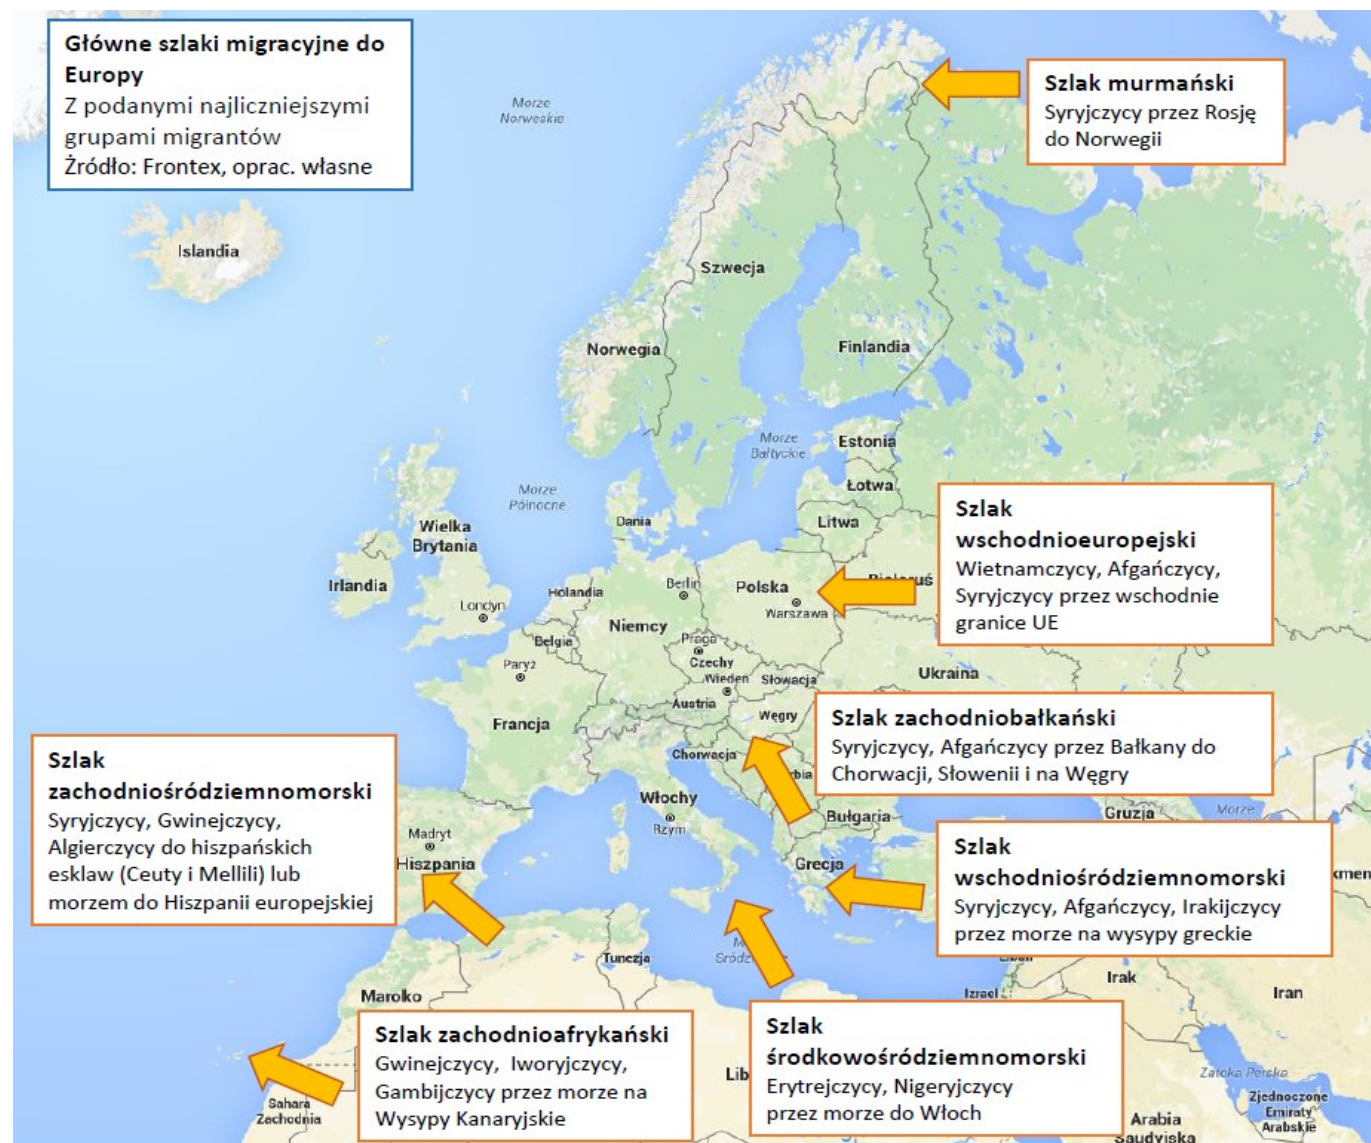 Główne szlaki migracyjne do
Europy
Z podanymi najliczniejszymi
grupami migrantów
Źródło: Frontex, oprac. własne
Szlak murmański
Syryjczycy przez Rosję
do Norwegii
Morze
Norweskie
Islandia
Szwecja
Norwegia
Finlandia
Morze
Bałtyckie
Estonia
Łotwa
Litwa
Morze
Północne
Dania
Wielka
Brytania
Irlandia
Londyn
Holandia
Berlin
Polska
Warszawa
Niemcy
Belgia
Praga
Czechy
Paryż
Wieden
Słowacja
Austria
Ukraina
Węgry
Francja
Szlak
wschodnioeuropejski
Wietnamczycy, Afgańczycy,
Syryjczycy przez wschodnie
granice UE
Szlak zachodniobałkański
Syryjczycy, Afgańczycy przez Bałkany do
Chorwacji, Słowenii i na Węgry
Chorwacja
Włochy
Rzym
Bułgaria
Gruzja
Morze
Szlak
zachodniośródziemnomorski
Syryjczycy, Gwinejczycy,
Algierczycy do hiszpańskich
esklaw (Ceuty i Mellili) lub
morzem do Hiszpanii europejskiej
Madryt
Hiszpania
Grecja
Szlak
wschodniośródziemnomorski
Syryjczycy, Afgańczycy, Irakijczycy
przez morze na wysypy greckie
Tunezja
Maroko
Izrael
Irak
Iran
Szlak zachodnioafrykański
Gwinejczycy, Iworyjczycy,
Gambijczycy przez morze na
Wysypy Kanaryjskie
Szlak
środkowośródziemnomorski
Erytrejczycy, Nigeryjczycy
przez morze do Włoch
Lib
Sahara
Zachodnia
Zatoka Perska
Zjednoczone
Emiraty
Arabskie
Arabia
Saudyjska